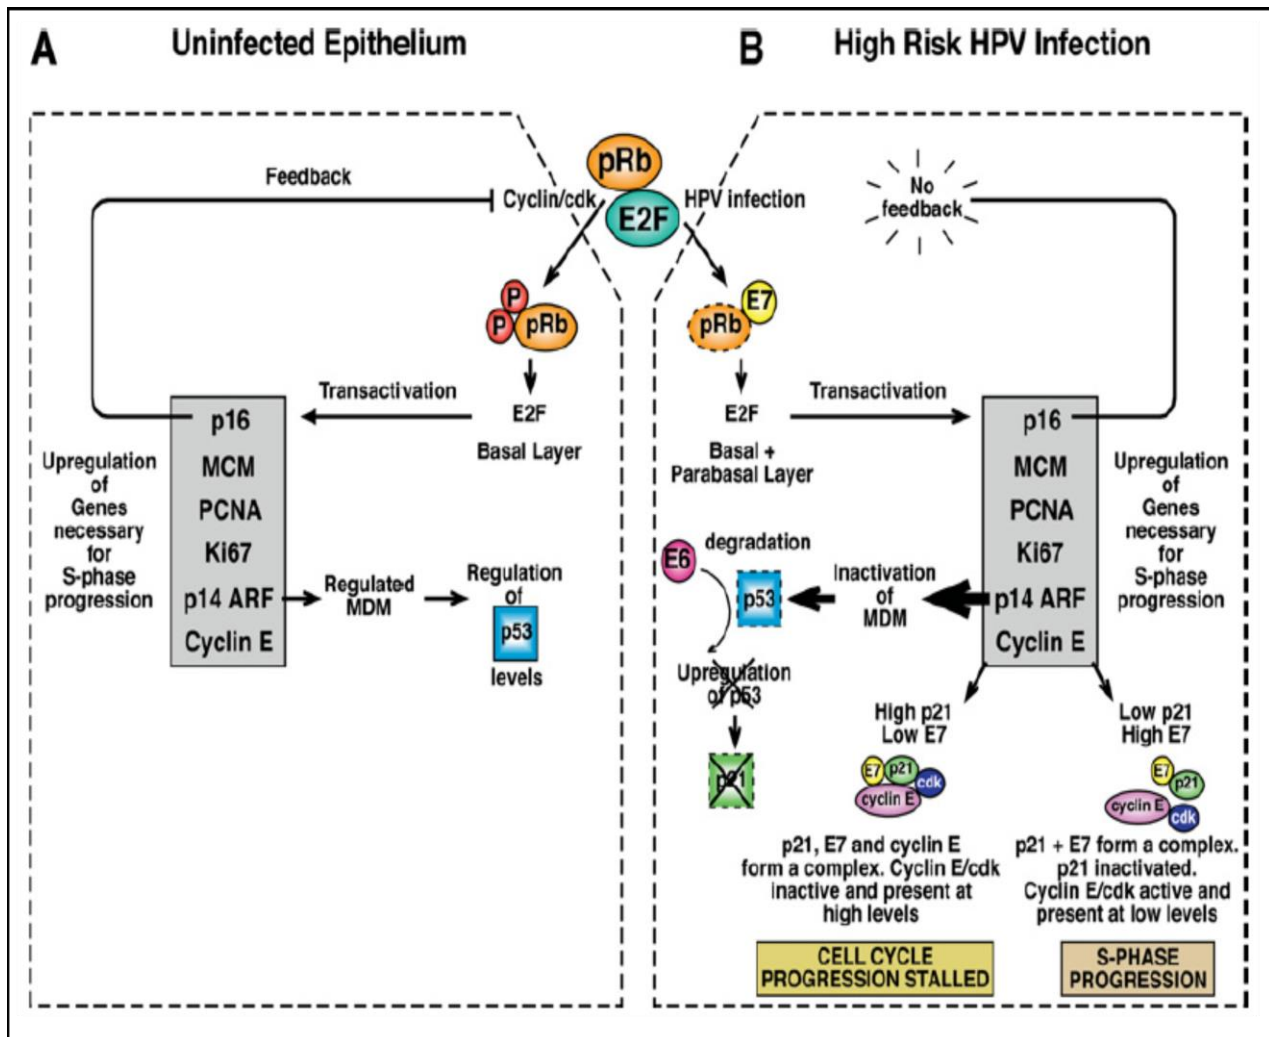 A
Uninfected Epithelium
B
High Risk HPV Infection
pRb
E2F
Feedback
Cyclin/cdk
HPV infection
No
feedback
P
P
pRb
E7
pRb
Transactivation
E2F
Basal Layer
E2F
Basal +
Parabasal Layer
Transactivation
p16
MCM
PCNA
Ki67
p14 ARF
Cyclin E
Upregulation
of
Genes
necessary
for
S-phase
progression
Regulated
MDM
Regulation
of
p53
levels
p16
MCM
PCNA
Ki67
p14 ARF
Cyclin E
Upregulation
of
Genes
necessary
for
S-phase
progression
E6
degradation
p53
Inactivation
of
MDM
Upregulation
of p53
p21
High p21
Low E7
E7
p21
cdk
cyclin E
p21, E7 and cyclin E
form a complex. Cyclin E/cdk
inactive and present at
high levels
CELL CYCLE
PROGRESSION STALLED
Low p21
High E7
E7
p21
cyclin E
cdk
p21 + E7 form a complex.
p21 inactivated.
Cyclin E/cdk active and
present at low levels
S-PHASE
PROGRESSION